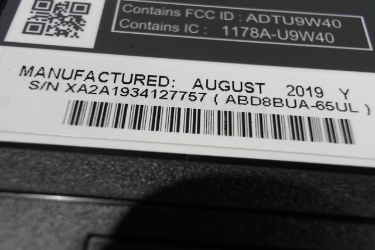 Contains FCC ID : ADTU9W40
Contains IC : 1178A-U9W40
MANUFACTURED: AUGUST 2019 Y
S/N XA2A1934127757 ( ABD8BUA-65UL )